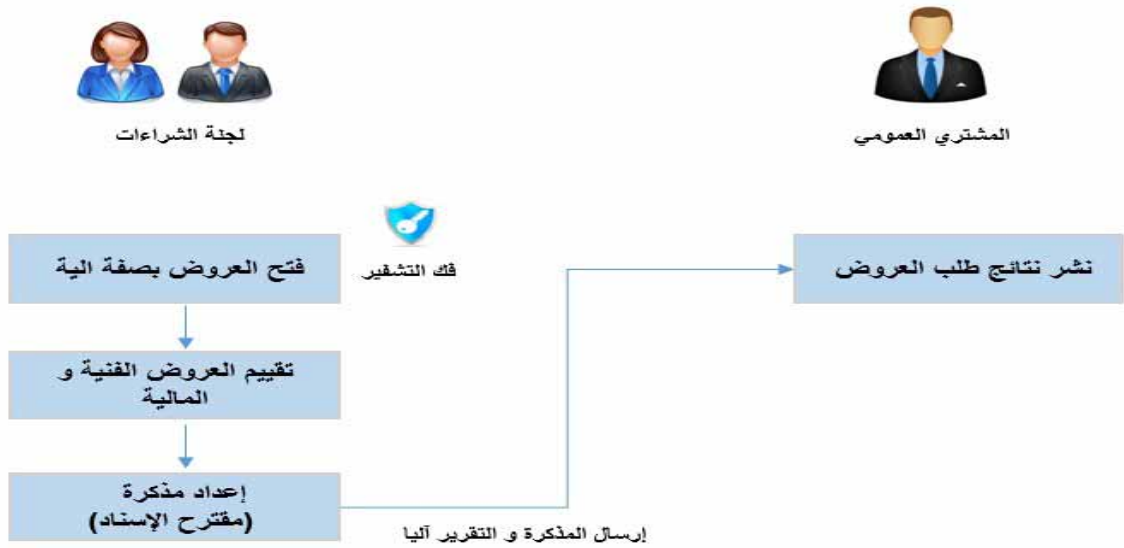 المشتري العمومي
لجنة الشراءات
نشر نتائج طلب العروض
فك التشفير
فتح العروض بصفة الية
تقييم العروض الفنية و
المالية
إعداد مذكرة
(مقترح الإسناد)
إرسال المذكرة و التقرير آليا